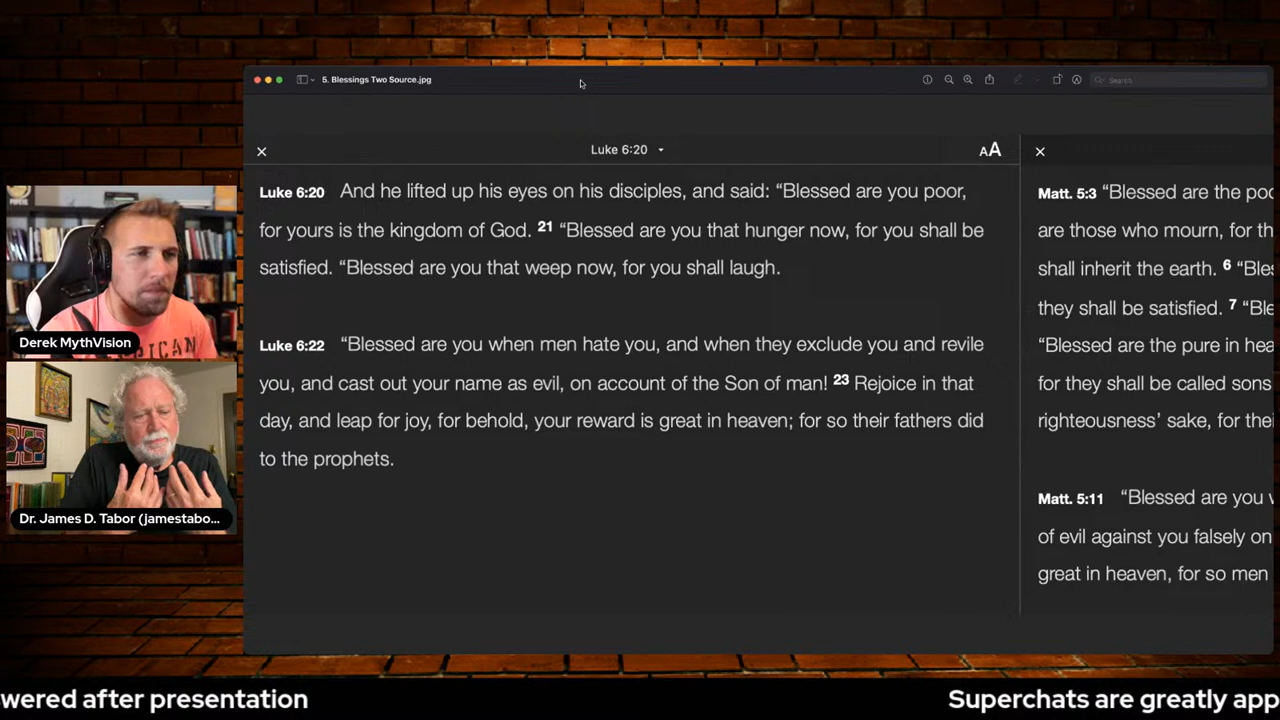 5. Blessings Two Source.jpg
Search
Luke 6:20
AA
Luke 6:20 And he lifted up his eyes on his disciples, and said: “Blessed are you poor,
for yours is the kingdom of God. 21 “Blessed are you that hunger now, for you shall be
satisfied. “Blessed are you that weep now, for you shall laugh.
Luke 6:22 “Blessed are you when men hate you, and when they exclude you and revile
you, and cast out your name as evil, on account of the Son of man! 23 Rejoice in that
day, and leap for joy, for behold, your reward is great in heaven; for so their fathers did
to the prophets.
Matt. 5:3 “Blessed are the poo
are those who mourn, for th
shall inherit the earth. 6 “Bles
they shall be satisfied. 7 “Ble
“Blessed are the pure in hea
for they shall be called sons
righteousness’ sake, for thei
Matt. 5:11 “Blessed are you w
of evil against you falsely on
great in heaven, for so men
Derek MythVision
Dr. James D. Tabor (jamestabo...
wered after presentation
Superchats are greatly app